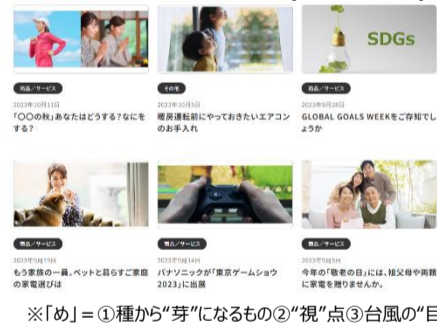 SDGs
商品／サービス
その他
商品／サービス
2023年10月11日
2023年10月5日
2023年9月28日
「〇〇の秋」あなたはどうする？なにをする？
暖房運転前にやっておきたいエアコンのお手入れ
GLOBAL GOALS WEEKをご存知でしょうか
商品／サービス
商品／サービス
商品／サービス
2023年9月19日
2023年9月14日
2023年9月5日
もう家族の一員。ペットと暮らすご家庭の家電選びは
パナソニックが「東京ゲームショウ2023」に出展
今年の「敬老の日」には、祖父母や両親に家電を贈りませんか。
※「め」＝①種から“芽”になるもの②“視”点③台風の“目